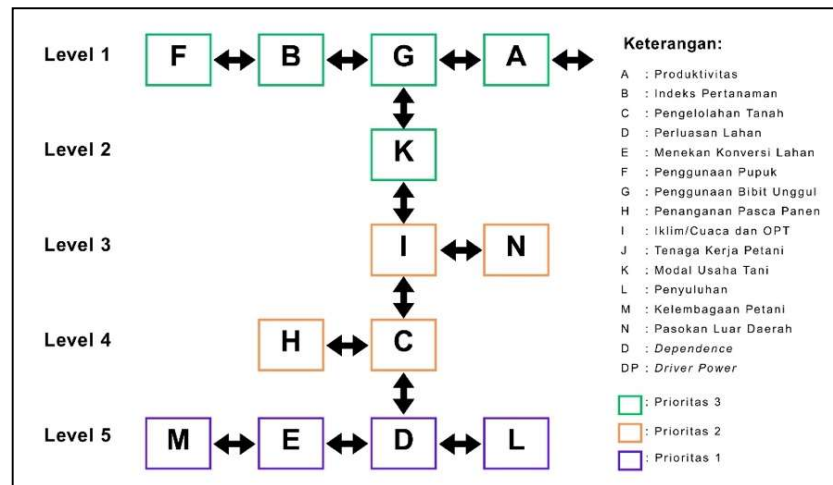 Level 1
F
B
G
A
Level 2
K
Level 3
I
N
Level 4
H
C
Level 5
M
E
D
L
Keterangan:
A : Produktivitas
B : Indeks Pertanaman
C : Pengelolahan Tanah
D : Perluasan Lahan
E : Menekan Konversi Lahan
F : Penggunaan Pupuk
G : Penggunaan Bibit Unggul
H : Penanganan Pasca Panen
I : Iklim/Cuaca dan OPT
J : Tenaga Kerja Petani
K : Modal Usaha Tani
L : Penyuluhan
M : Kelembagaan Petani
N : Pasokan Luar Daerah
D : Dependence
DP : Driver Power
: Prioritas 3
: Prioritas 2
: Prioritas 1